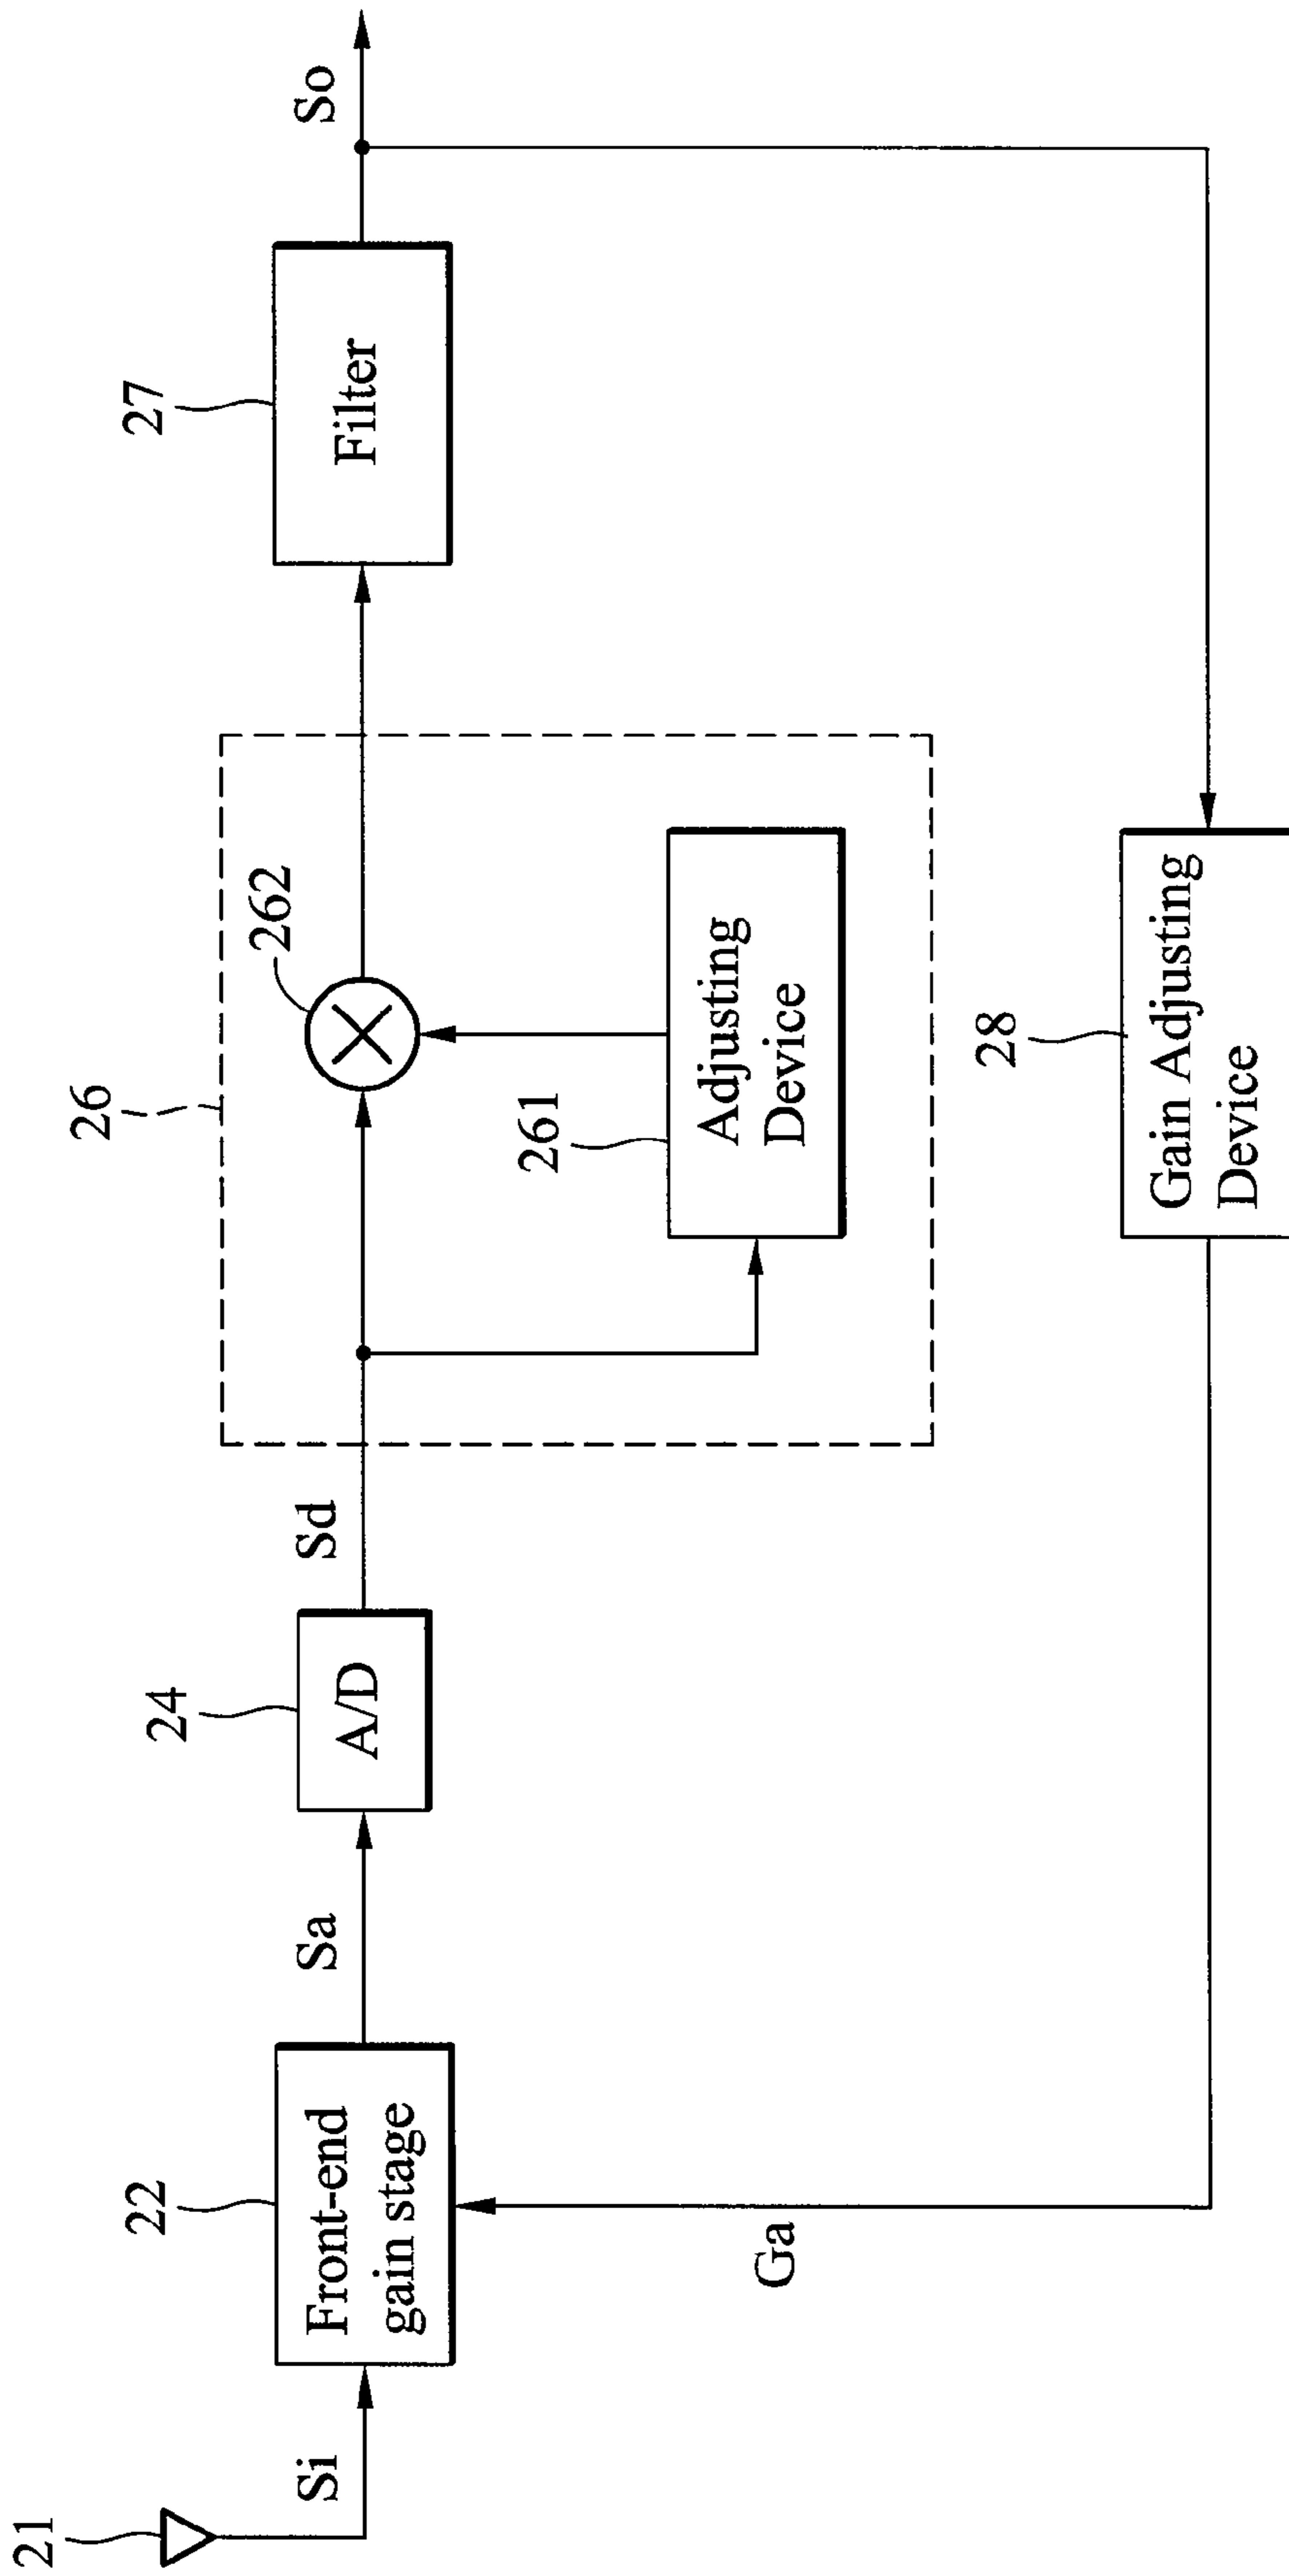 21
Si
22
Front-end
gain stage
Sa
24
A/D
Sd
26
262
261
Adjusting
Device
27
Filter
So
Ga
28
Gain Adjusting
Device